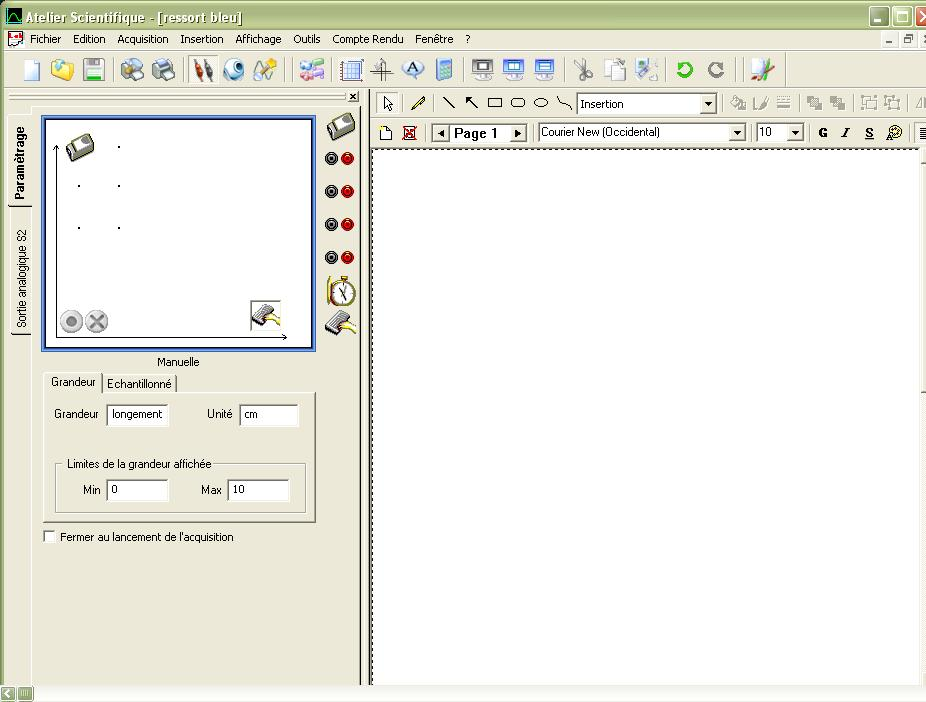 Atelier Scientifique - [ressort bleu]
Fichier Edition Acquisition Insertion Affichage Outils Compte Rendu Fenêtre ?
Insertion
Page 1 Courier New (Occidental) 10 G I S
Paramètrage
Sortie analogique S2
Manuelle
Grandeur Echantillonné
Grandeur longement Unité cm
Limites de la grandeur affichée
Min 0 Max 10
Fermer au lancement de l'acquisition